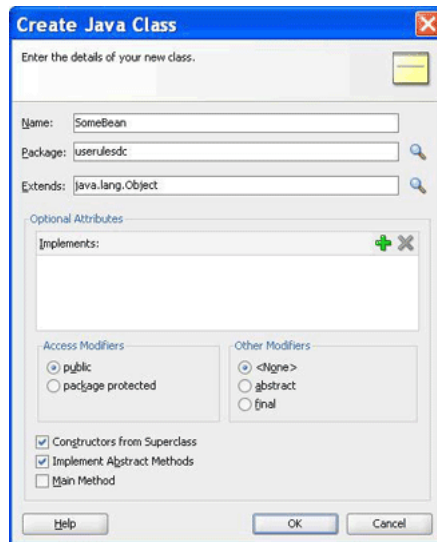 Create Java Class
Enter the details of your new class.
Name: SomeBean
Package: userulesdc
Extends: java.lang.Object
Optional Attributes
Implements:
Access Modifiers
public
package protected
Other Modifiers
<None>
abstract
final
Constructors from Superclass
Implement Abstract Methods
Main Method
Help OK Cancel